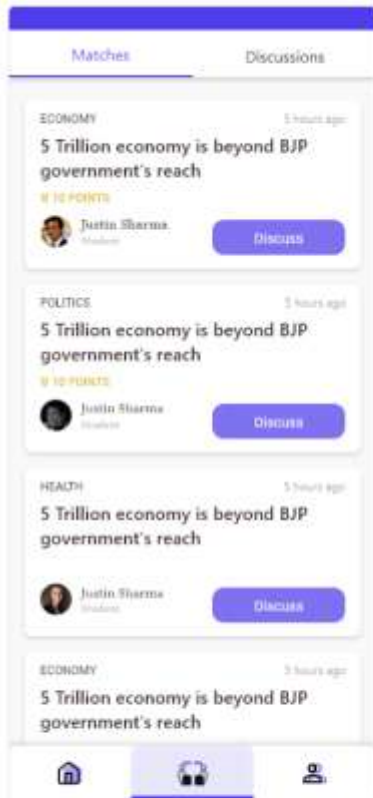 Matches
Discussions
ECONOMY
5 hours ago
5 Trillion economy is beyond BJP
government's reach
10 POINTS
Justin Sharma
Student
Discuss
POLITICS
5 hours ago
5 Trillion economy is beyond BJP
government's reach
10 POINTS
Justin Sharma
Student
Discuss
HEALTH
5 hours ago
5 Trillion economy is beyond BJP
government's reach
Justin Sharma
Student
Discuss
ECONOMY
5 hours ago
5 Trillion economy is beyond BJP
government's reach